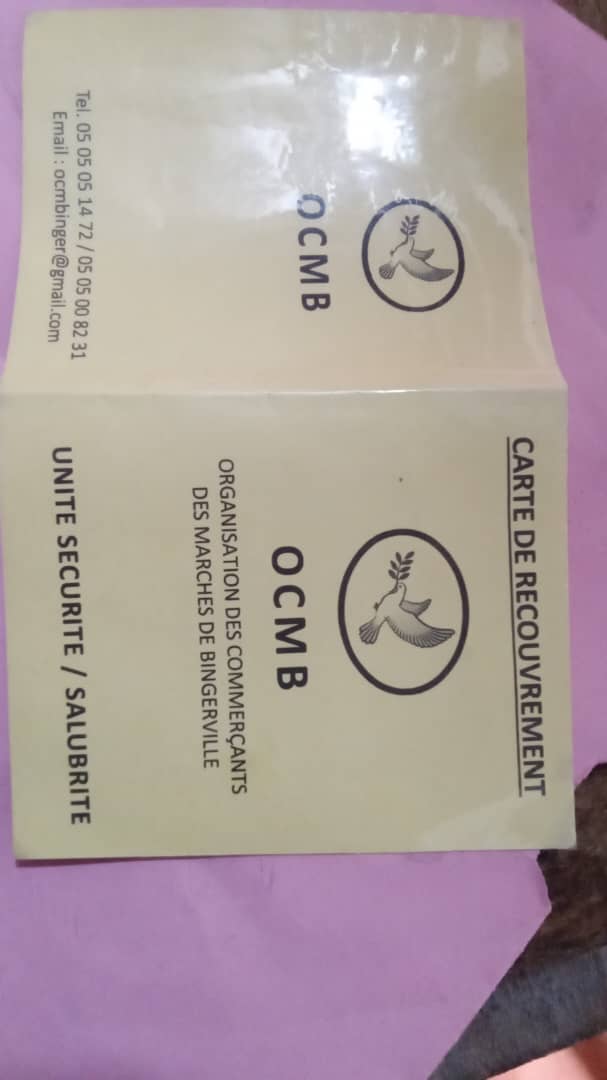 CARTE DE RECOUVREMENT
OCMB
ORGANISATION DES COMMERÇANTS
DES MARCHES DE BINGERVILLE
UNITE SECURITE / SALUBRITE
OCMB
Tel. 05 05 05 14 72 / 05 05 00 82 31
Email : ocmbinger@gmail.com